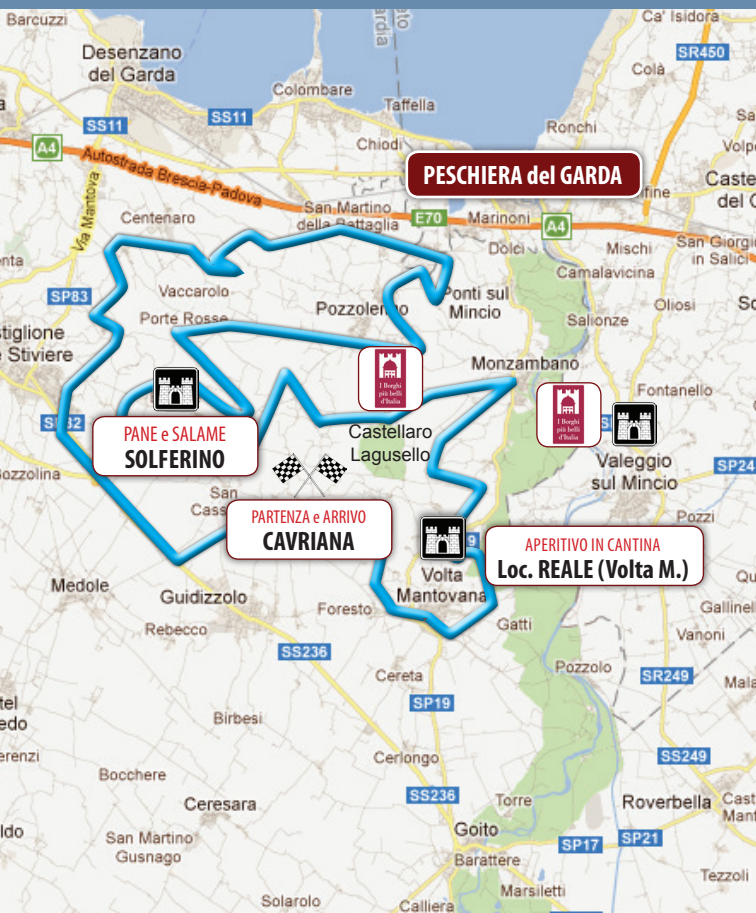 Barcuzzi
Ca' Isidora
Desenzano
del Garda
SR450
Colà
Colombare
Taffella
SS11
SS11
Ronchi
A4
Chiodi
Autostrada Brescia-Padova
PESCHIERA del GARDA
Via Mantova
Centenaro
San Martino
della Battaglia
E70
Marinoni
A4
Dolci
Mischi
San Giorgi
in Salici
Camalavicina
SP83
Vaccarolo
Ponti sul
Mincio
Oliosi
Porte Rosse
Salionze
stiglione
e Stiviere
Monzambano
Fontanello
I Borghi
più belli
d'Italia
I Borghi
più belli
d'Italia
PANE e SALAME
SOLFERINO
Castellaro
Lagusello
Valeggio
sul Mincio
SP24
San
Pozzi
PARTENZA e ARRIVO
CAVRIANA
APERITIVO IN CANTINA
Loc. REALE (Volta M.)
Medole
Guidizzolo
Volta
Mantovana
Foresto
Rebecco
Gatti
Vanoni
SS236
Pozzolo
Cereta
SR249
SP19
Birbesi
Cerlongo
SS249
Bocchere
SS236
Ceresara
Torre
Roverbella
Goito
San Martino
Gusnago
SP17
SP21
Barattere
Tezzoli
Marsiletti
Solarolo
Calliera